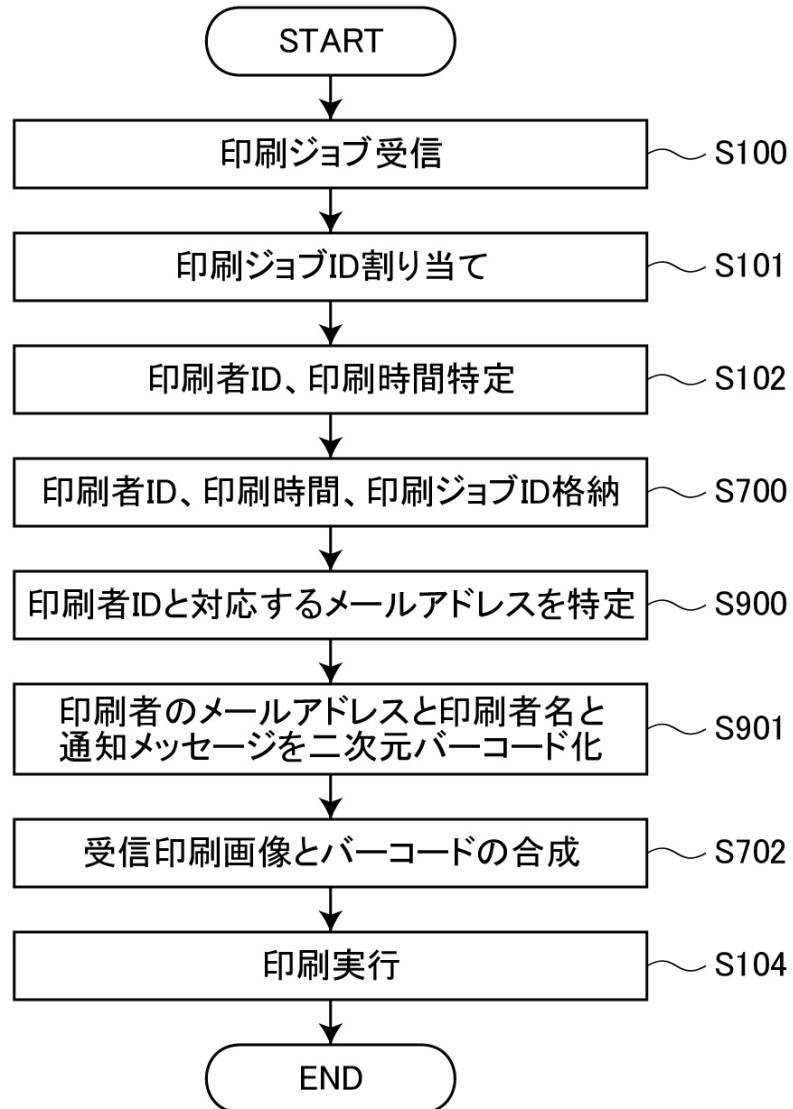 START
印刷ジョブ受信
S100
印刷ジョブID割り当て
S101
印刷者ID、印刷時間特定
S102
印刷者ID、印刷時間、印刷ジョブID格納
S700
印刷者IDと対応するメールアドレスを特定
S900
印刷者のメールアドレスと印刷者名と
通知メッセージを二次元バーコード化
S901
受信印刷画像とバーコードの合成
S702
印刷実行
S104
END